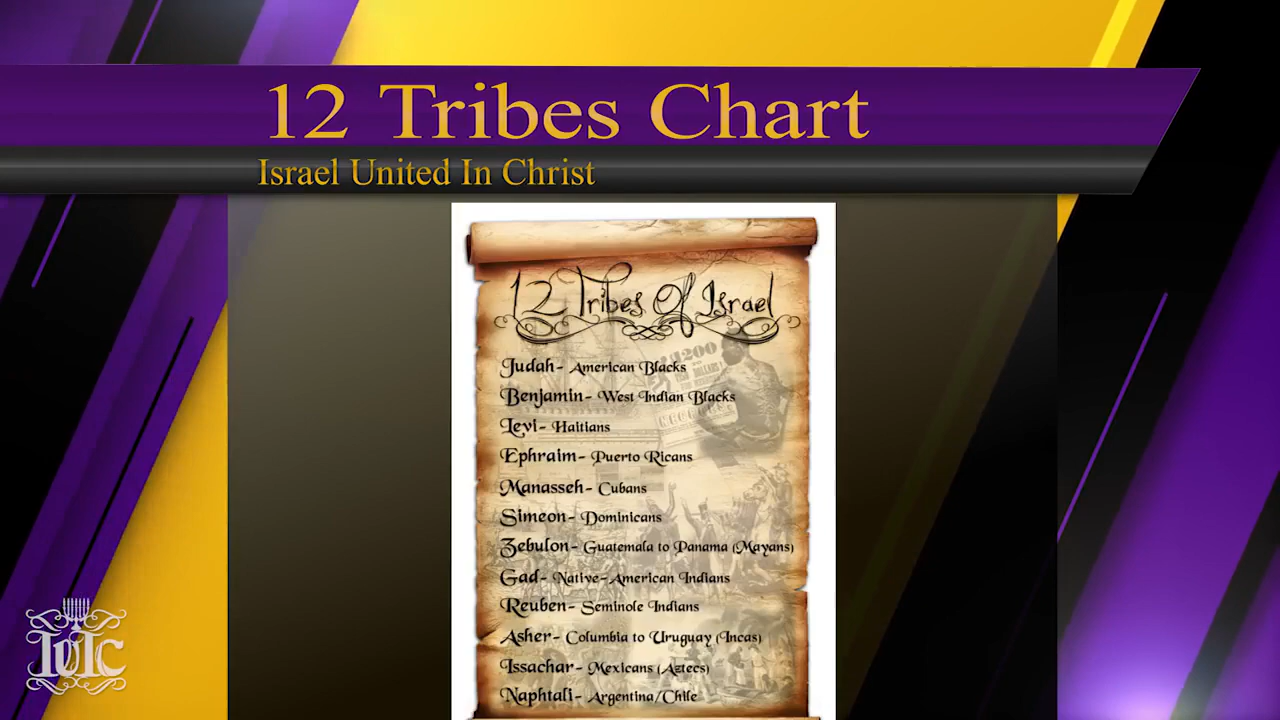 12 Tribes Chart
Israel United In Christ
12 Tribes Of Israel
Judah- American Blacks
Benjamin- West Indian Blacks
Levi- Haitians
Ephraim- Puerto Ricans
Manasseh- Cubans
Simeon- Dominicans
Zebulon- Guatemala to Panama (Mayans)
Gad- Native-American Indians
Reuben- Seminole Indians
Asher- Columbia to Uruguay (Incas)
Issachar- Mexicans (Aztecs)
Naphtali- Argentina/Chile
IUIC